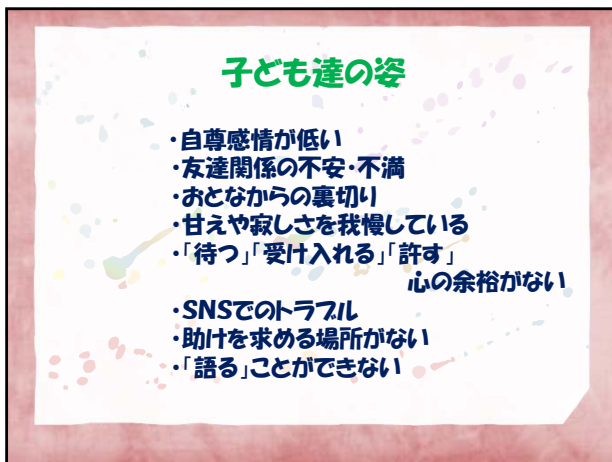 子ども達の姿
・自尊感情が低い
・友達関係の不安・不満
・おとなからの裏切り
・甘えや寂しさを我慢している
・「待つ」「受け入れる」「許す」
心の余裕がない
・SNSでのトラブル
・助けを求める場所がない
・「語る」ことができない